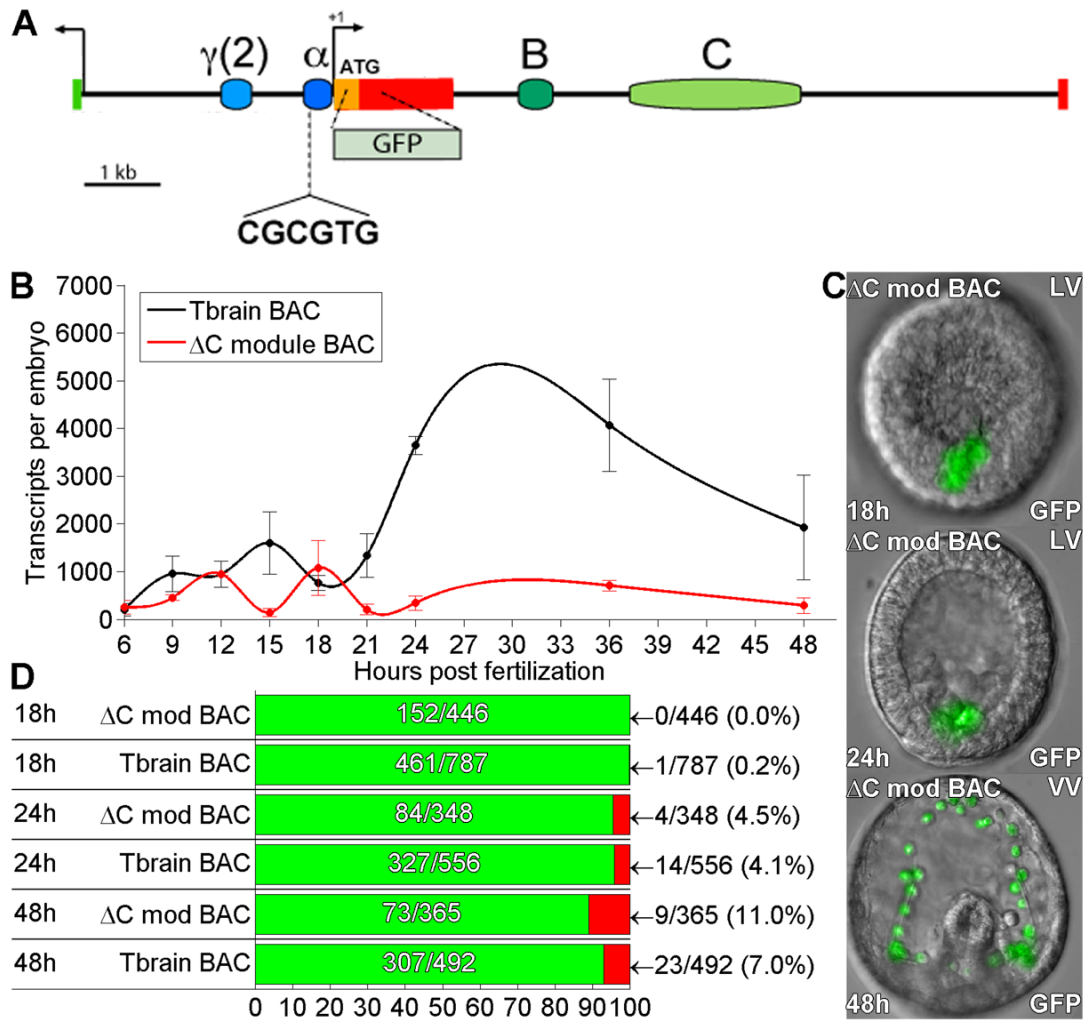 A
+1
γ(2)
α
ATG
B
C
GFP
1 kb
CGCGTG
B
7000
6000
5000
4000
3000
2000
1000
0
Transcripts per embryo
Tbrain BAC
ΔC module BAC
6 9 12 15 18 21 24 27 30 33 36 39 42 45 48
Hours post fertilization
C
ΔC mod BAC LV
18h GFP
ΔC mod BAC LV
24h GFP
ΔC mod BAC VV
48h GFP
D
18h ΔC mod BAC 152/446 ←0/446 (0.0%)
18h Tbrain BAC 461/787 ←1/787 (0.2%)
24h ΔC mod BAC 84/348 ←4/348 (4.5%)
24h Tbrain BAC 327/556 ←14/556 (4.1%)
48h ΔC mod BAC 73/365 ←9/365 (11.0%)
48h Tbrain BAC 307/492 ←23/492 (7.0%)
0 10 20 30 40 50 60 70 80 90 100